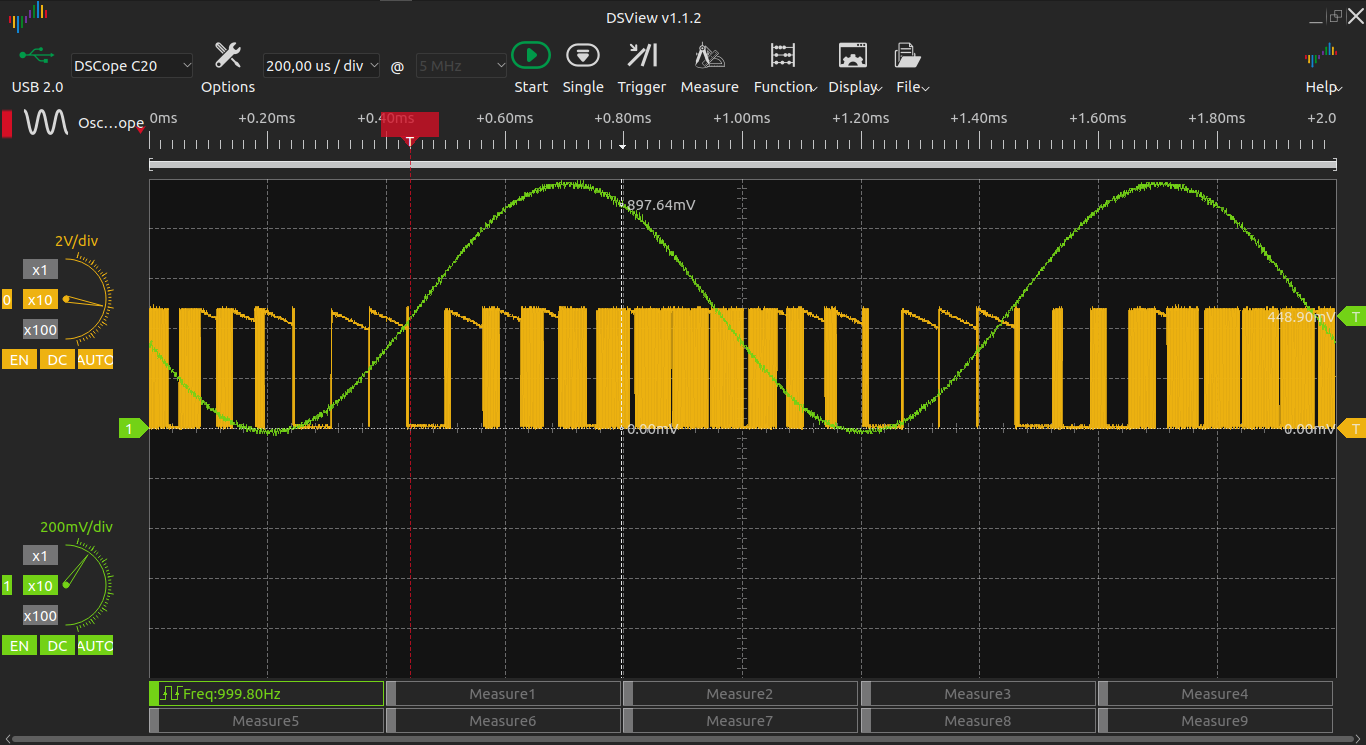 DSView v1.1.2
USB 2.0
DSCope C20
Options
200,00 us / div
@
5 MHz
Start
Single
Trigger
Measure
Function
Display
File
Help
Osc...ope
0ms
+0.20ms
+0.40ms
+0.60ms
+0.80ms
+1.00ms
+1.20ms
+1.40ms
+1.60ms
+1.80ms
+2.0
T
897.64mV
2V/div
x1
0
x10
x100
EN
DC
AUTO
448.90mV
T
1
0.00mV
0.00mV
T
200mV/div
x1
1
x10
x100
EN
DC
AUTO
Freq:999.80Hz
Measure1
Measure2
Measure3
Measure4
Measure5
Measure6
Measure7
Measure8
Measure9